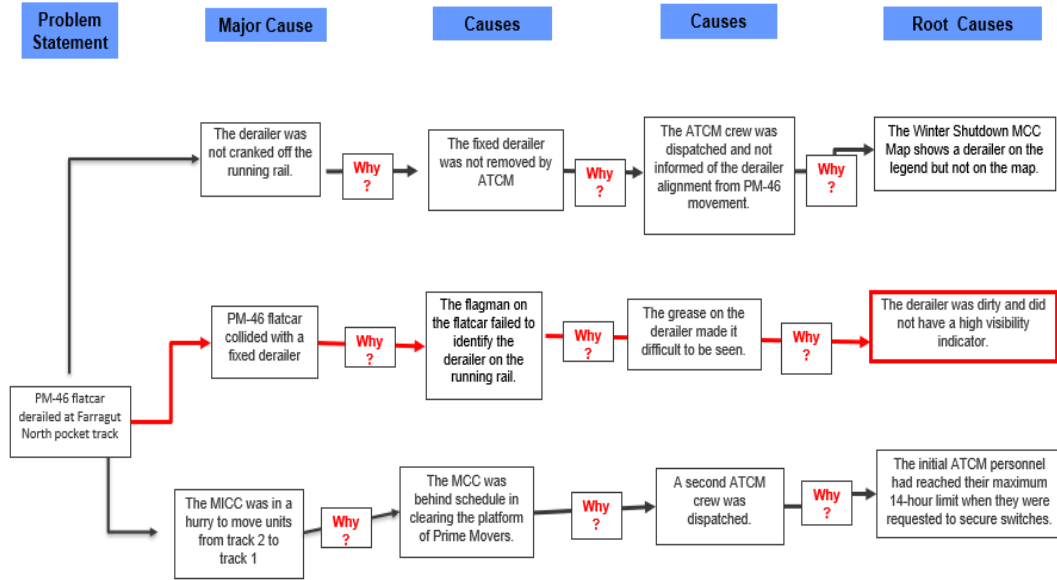 Problem
Statement
Major Cause
Causes
Causes
Root Causes
The derailer was
not cranked off the
running rail.
Why
?
The fixed derailer
was not removed by
ATCM
Why
?
The ATCM crew was
dispatched and not
informed of the derailer
alignment from PM-46
movement.
Why
?
The Winter Shutdown MCC
Map shows a derailer on the
legend but not on the map.
PM-46 flatcar
derailed at Farragut
North pocket track
PM-46 flatcar
collided with a
fixed derailer
Why
?
The flagman on
the flatcar failed to
identify the
derailer on the
running rail.
Why
?
The grease on the
derailer made it
difficult to be seen.
Why
?
The derailer was dirty and did
not have a high visibility
indicator.
The MICC was in a
hurry to move units
from track 2 to
track 1
Why
?
The MCC was
behind schedule in
clearing the platform
of Prime Movers.
Why
?
A second ATCM
crew was
dispatched.
Why
?
The initial ATCM personnel
had reached their maximum
14-hour limit when they were
requested to secure switches.